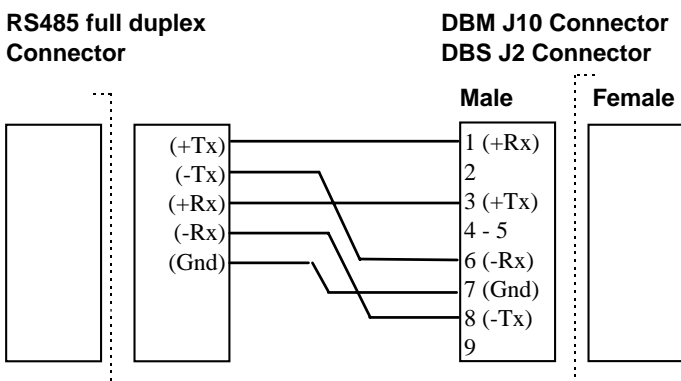 RS485 full duplex
Connector
DBM J10 Connector
DBS J2 Connector
Male
Female
(+Tx)
(-Tx)
(+Rx)
(-Rx)
(Gnd)
1 (+Rx)
2
3 (+Tx)
4 - 5
6 (-Rx)
7 (Gnd)
8 (-Tx)
9